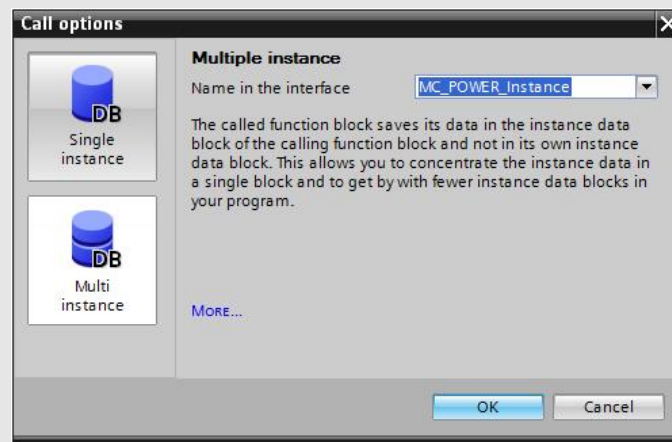 Call options
DB
Single
instance
DB
Multi
instance
Multiple instance
Name in the interface MC_POWER_Instance
The called function block saves its data in the instance data
block of the calling function block and not in its own instance
data block. This allows you to concentrate the instance data in
a single block and to get by with fewer instance data blocks in
your program.
MORE...
OK Cancel